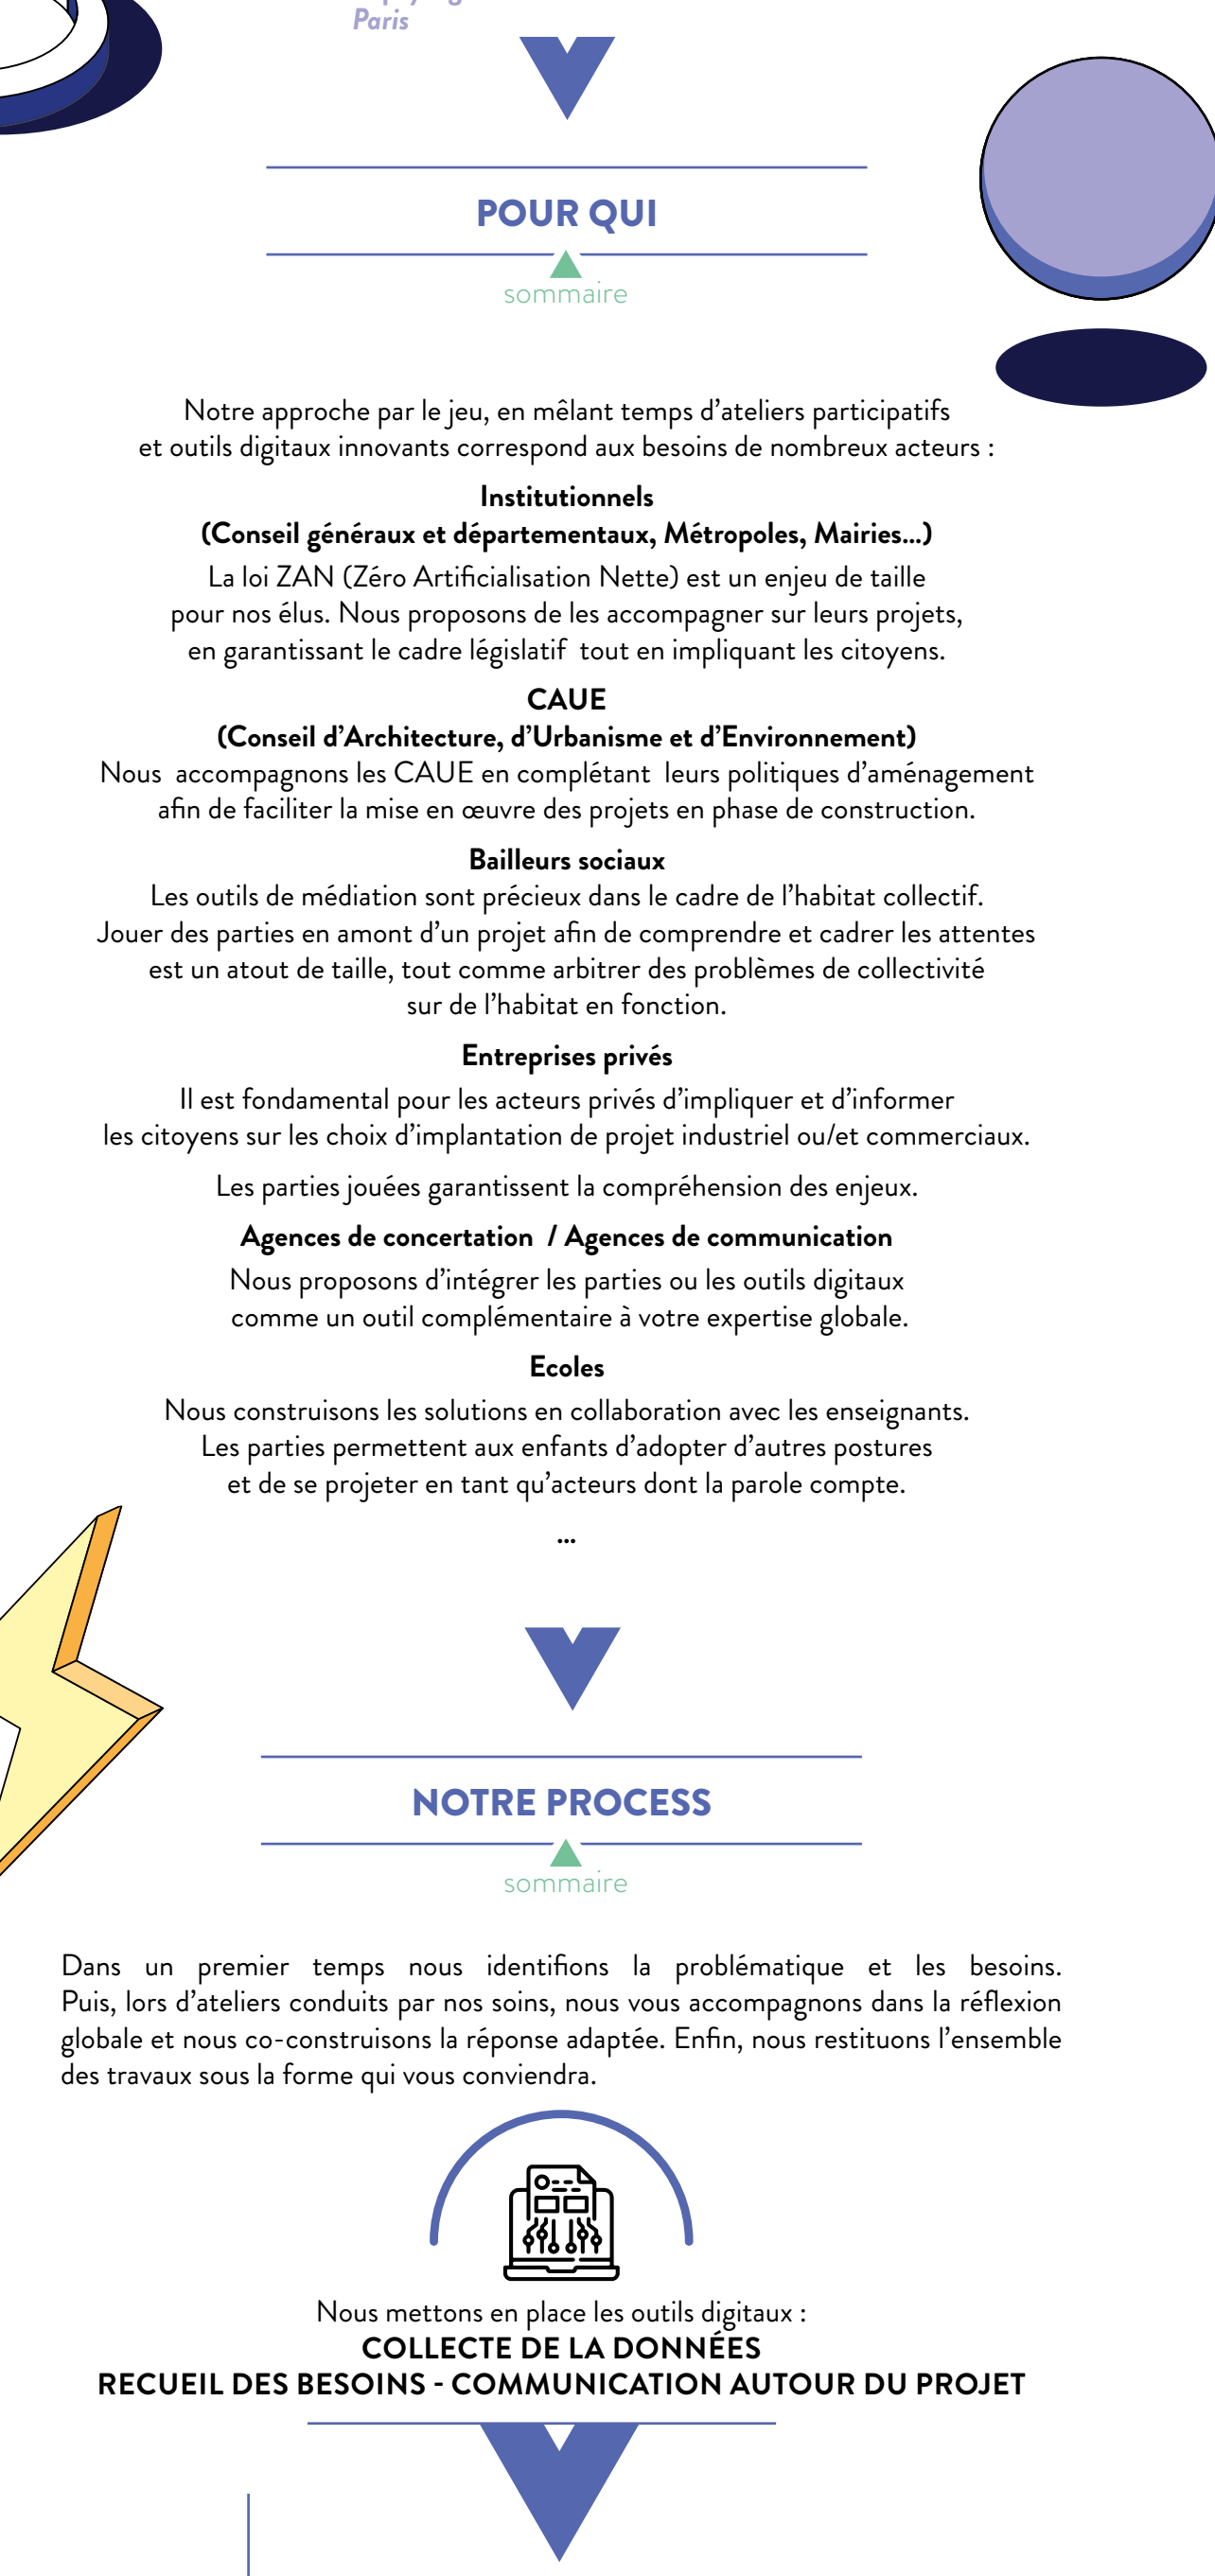 Paris
POUR QUI
sommaire
Notre approche par le jeu, en mêlant temps d’ateliers participatifs
et outils digitaux innovants correspond aux besoins de nombreux acteurs :
Institutionnels
(Conseil généraux et départementaux, Métropoles, Mairies...)
La loi ZAN (Zéro Artificialisation Nette) est un enjeu de taille
pour nos élus. Nous proposons de les accompagner sur leurs projets,
en garantissant le cadre législatif tout en impliquant les citoyens.
CAUE
(Conseil d’Architecture, d’Urbanisme et d’Environnement)
Nous accompagnons les CAUE en complétant leurs politiques d’aménagement
afin de faciliter la mise en œuvre des projets en phase de construction.
Bailleurs sociaux
Les outils de médiation sont précieux dans le cadre de l’habitat collectif.
Jouer des parties en amont d’un projet afin de comprendre et cadrer les attentes
est un atout de taille, tout comme arbitrer des problèmes de collectivité
sur de l’habitat en fonction.
Entreprises privés
Il est fondamental pour les acteurs privés d’impliquer et d’informer
les citoyens sur les choix d’implantation de projet industriel ou/et commerciaux.
Les parties jouées garantissent la compréhension des enjeux.
Agences de concertation / Agences de communication
Nous proposons d’intégrer les parties ou les outils digitaux
comme un outil complémentaire à votre expertise globale.
Ecoles
Nous construisons les solutions en collaboration avec les enseignants.
Les parties permettent aux enfants d’adopter d’autres postures
et de se projeter en tant qu’acteurs dont la parole compte.
...
NOTRE PROCESS
sommaire
Dans un premier temps nous identifions la problématique et les besoins.
Puis, lors d’ateliers conduits par nos soins, nous vous accompagnons dans la réflexion
globale et nous co-construisons la réponse adaptée. Enfin, nous restituons l’ensemble
des travaux sous la forme qui vous conviendra.
Nous mettons en place les outils digitaux :
COLLECTE DE LA DONNÉES
RECUEIL DES BESOINS - COMMUNICATION AUTOUR DU PROJET